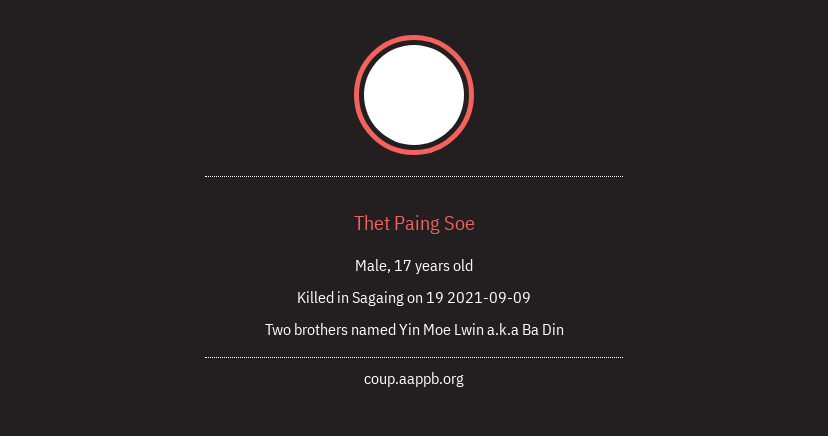 Thet Paing Soe
Male, 17 years old
Killed in Sagaing on 19 2021-09-09
Two brothers named Yin Moe Lwin a.k.a Ba Din
coup.aappb.org